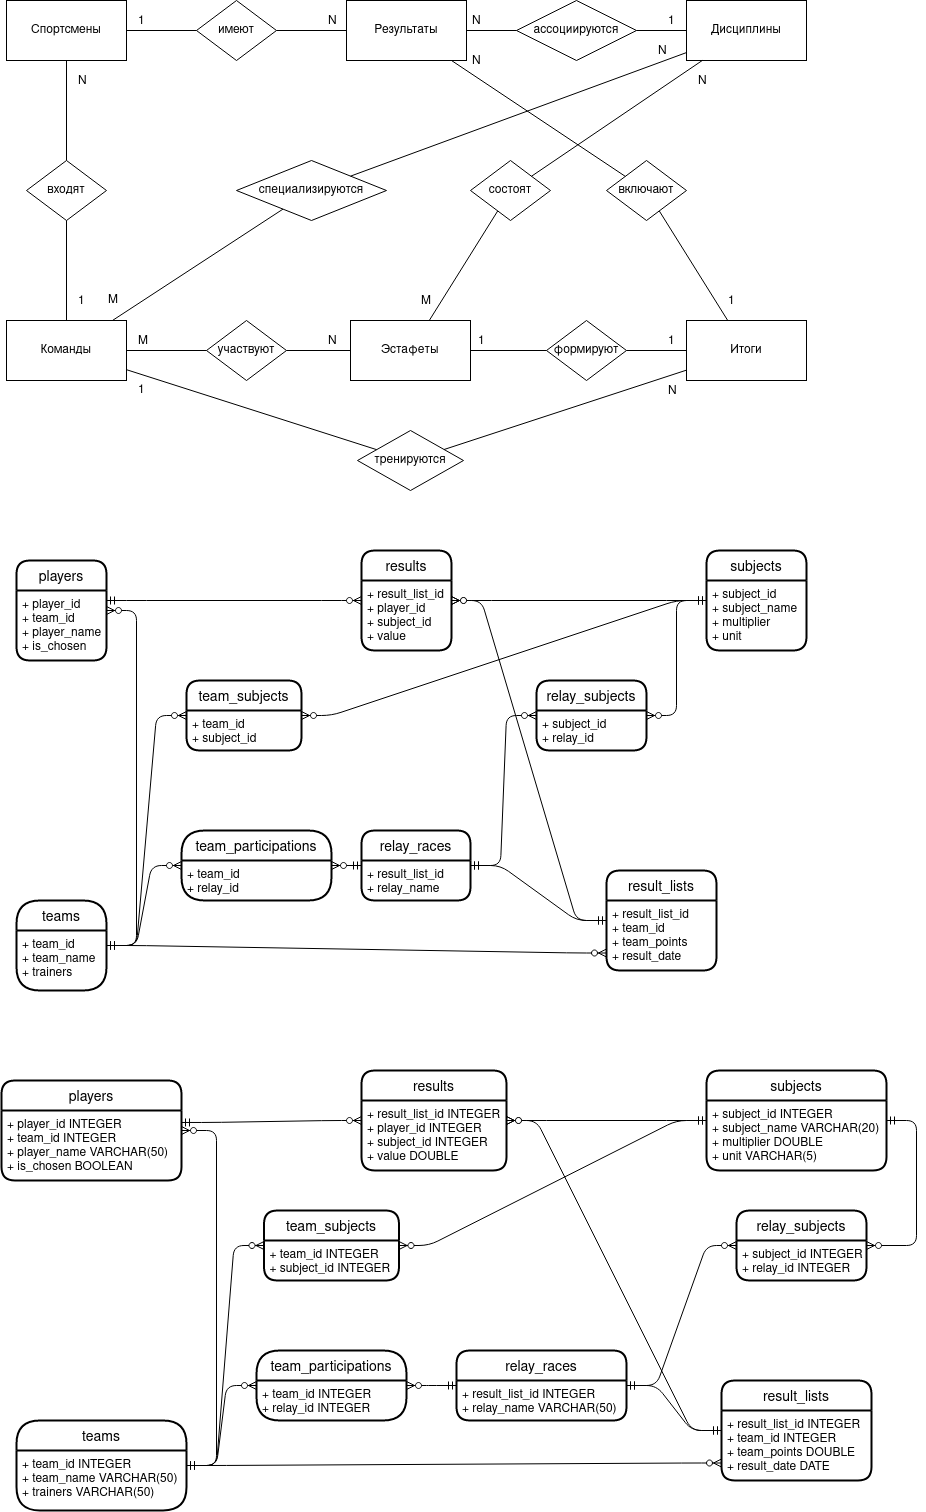 1
N
N
1
Спортсмены
имеют
Результаты
ассоциируются
Дисциплины
N
N
N
N
входят
специализируются
состоят
включают
1
M
M
1
M
N
1
1
Команды
участвуют
Эстафеты
формируют
Итоги
1
N
тренируются
players
+ player_id
+ team_id
+ player_name
+ is_chosen
results
+ result_list_id
+ player_id
+ subject_id
+ value
subjects
+ subject_id
+ subject_name
+ multiplier
+ unit
team_subjects
+ team_id
+ subject_id
relay_subjects
+ subject_id
+ relay_id
team_participations
+ team_id
+ relay_id
relay_races
+ result_list_id
+ relay_name
result_lists
+ result_list_id
+ team_id
+ team_points
+ result_date
teams
+ team_id
+ team_name
+ trainers
players
+ player_id INTEGER
+ team_id INTEGER
+ player_name VARCHAR(50)
+ is_chosen BOOLEAN
results
+ result_list_id INTEGER
+ player_id INTEGER
+ subject_id INTEGER
+ value DOUBLE
subjects
+ subject_id INTEGER
+ subject_name VARCHAR(20)
+ multiplier DOUBLE
+ unit VARCHAR(5)
team_subjects
+ team_id INTEGER
+ subject_id INTEGER
relay_subjects
+ subject_id INTEGER
+ relay_id INTEGER
team_participations
+ team_id INTEGER
+ relay_id INTEGER
relay_races
+ result_list_id INTEGER
+ relay_name VARCHAR(50)
result_lists
+ result_list_id INTEGER
+ team_id INTEGER
+ team_points DOUBLE
+ result_date DATE
teams
+ team_id INTEGER
+ team_name VARCHAR(50)
+ trainers VARCHAR(50)